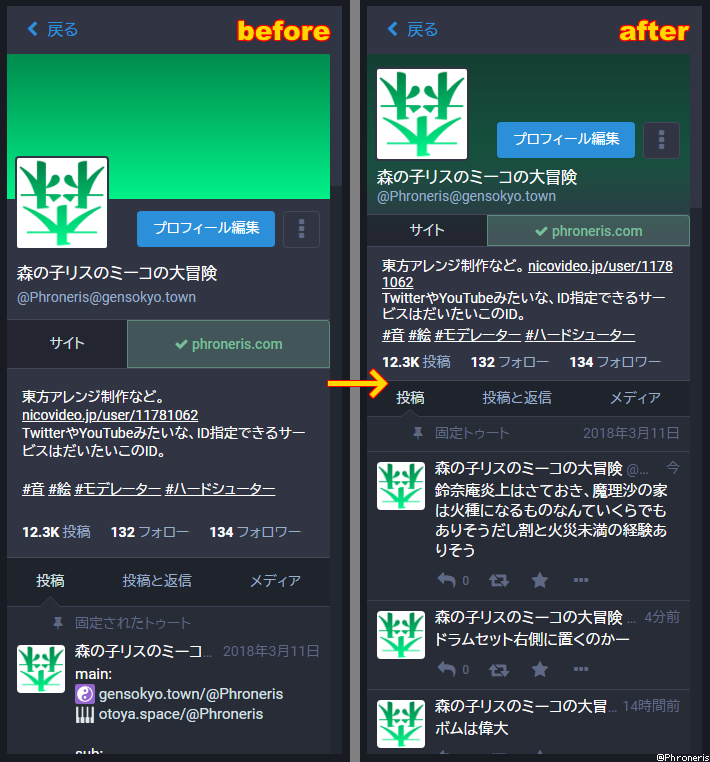 戻る
before
プロフィール編集
森の子リスのミーコの大冒険
@Phroneris@gensokyo.town
サイト
phroneris.com
東方アレンジ制作など。
nicovideo.jp/user/11781062
TwitterやYouTubeみたいな、ID指定できるサー
ビスはだいたいこのID。
#音 #絵 #モデレーター #ハードシューター
12.3K 投稿 132 フォロー 134 フォロワー
投稿 投稿と返信 メディア
固定されたトゥート
森の子リスのミーコ... 2018年3月11日
main:
gensokyo.town/@Phroneris
otoya.space/@Phroneris
sub:
戻る
after
プロフィール編集
森の子リスのミーコの大冒険
@Phroneris@gensokyo.town
サイト
phroneris.com
東方アレンジ制作など。 nicovideo.jp/user/1178
1062
TwitterやYouTubeみたいな、ID指定できるサー
ビスはだいたいこのID。
#音 #絵 #モデレーター #ハードシューター
12.3K 投稿 132 フォロー 134 フォロワー
投稿 投稿と返信 メディア
固定トゥート 2018年3月11日
森の子リスのミーコの大冒険 @... 今
鈴奈庵炎上はさておき、魔理沙の家
は火種になるものなんていくらでも
ありそうだし割と火災未満の経験あ
りそう
0
森の子リスのミーコの大冒険 ... 4分前
ドラムセット右側に置くのかー
0
森の子リスのミーコの大冒... 14時間前
ボムは偉大
@Phroneris